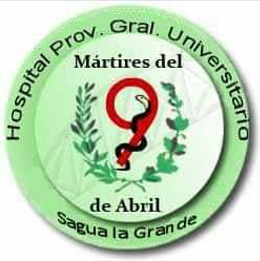 Hospital Prov. Gral. Universitario
Mártires del
9
de Abril
Sagua la Grande